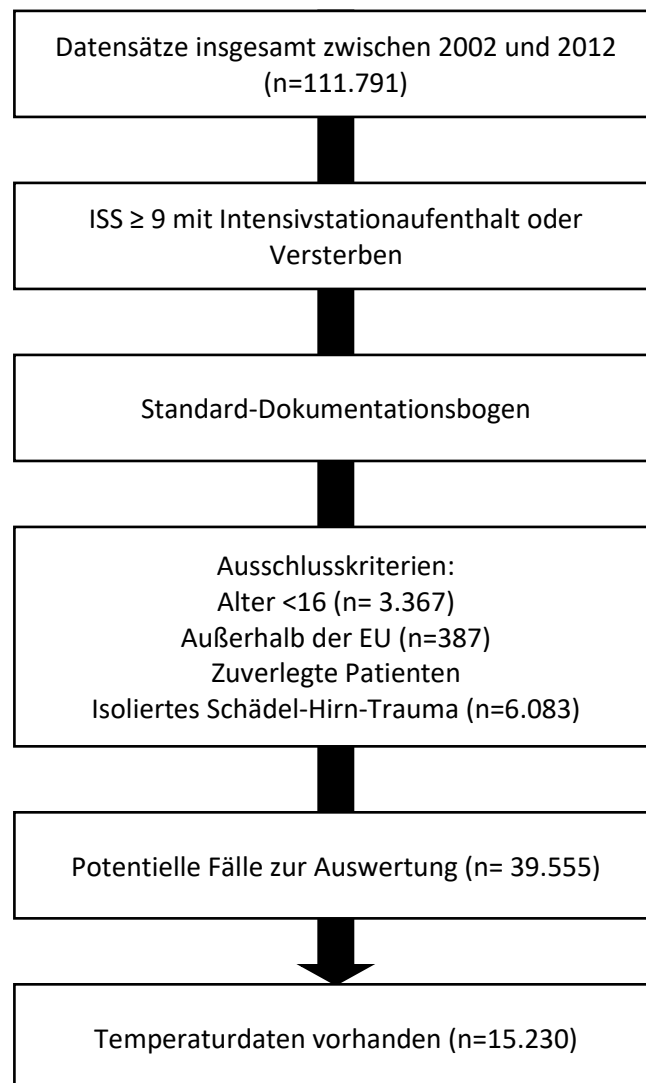 Datensätze insgesamt zwischen 2002 und 2012
(n=111.791)
ISS ≥ 9 mit Intensivstationaufenthalt oder
Versterben
Standard-Dokumentationsbogen
Ausschlusskriterien:
Alter <16 (n= 3.367)
Außerhalb der EU (n=387)
Zuverlegte Patienten
Isoliertes Schädel-Hirn-Trauma (n=6.083)
Potentielle Fälle zur Auswertung (n= 39.555)
Temperaturdaten vorhanden (n=15.230)